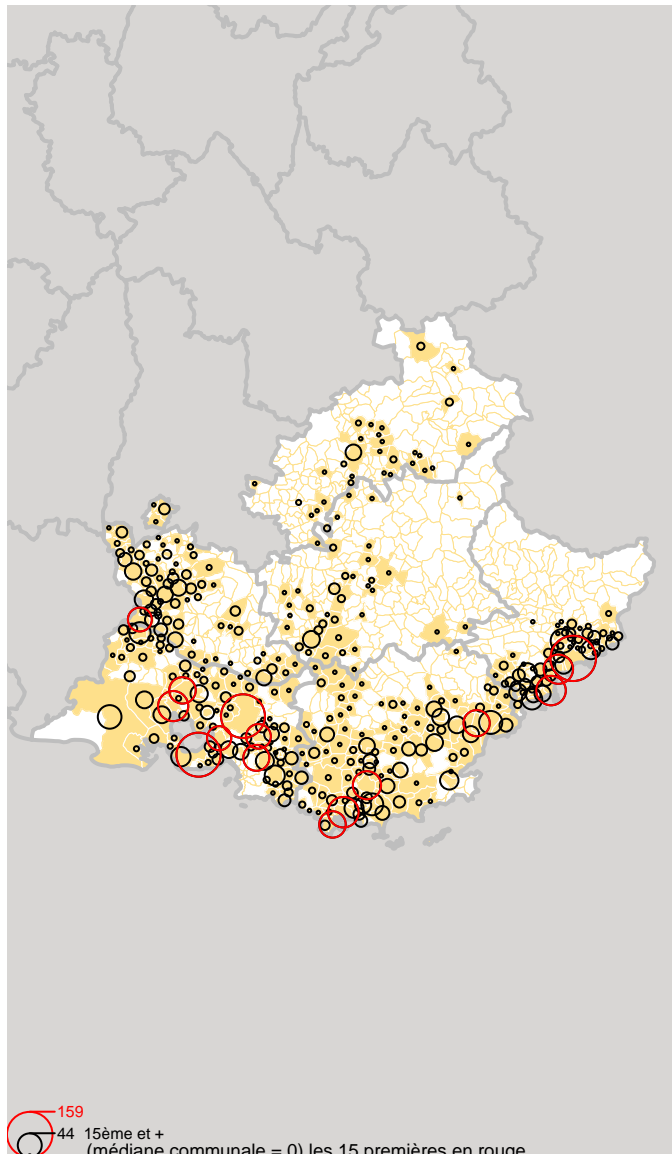 159
44 15ème et +
(médiane communale = 0) les 15 premières en rouge